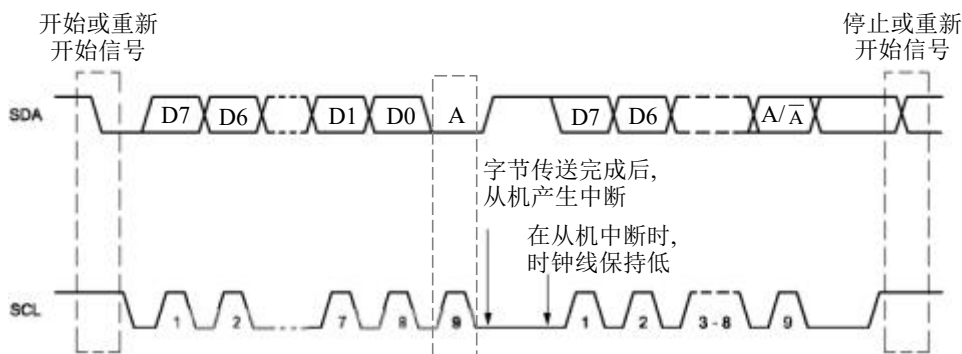 开始或重新
开始信号
停止或重新
开始信号
SDA
D7 D6 D1 D0 A D7 D6 A/A̅
字节传送完成后,
从机产生中断
在从机中断时,
时钟线保持低
SCL
1 2 7 8 9 1 2 3-8 9